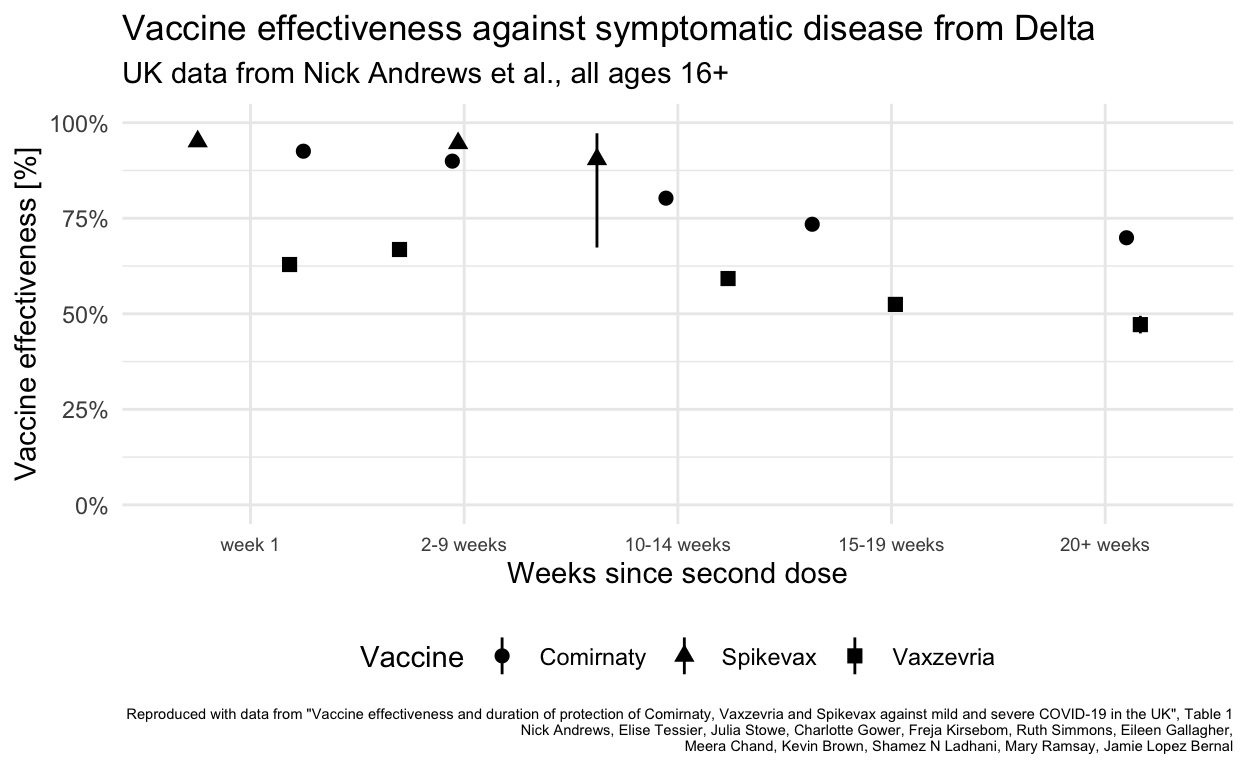 Vaccine effectiveness against symptomatic disease from Delta
UK data from Nick Andrews et al., all ages 16+
Vaccine effectiveness [%]
100%
75%
50%
25%
0%
week 1
2-9 weeks
10-14 weeks
15-19 weeks
20+ weeks
Weeks since second dose
Vaccine
Comirnaty
Spikevax
Vaxzevria
Reproduced with data from "Vaccine effectiveness and duration of protection of Comirnaty, Vaxzevria and Spikevax against mild and severe COVID-19 in the UK", Table 1
Nick Andrews, Elise Tessier, Julia Stowe, Charlotte Gower, Freja Kirsebom, Ruth Simmons, Eileen Gallagher,
Meera Chand, Kevin Brown, Shamez N Ladhani, Mary Ramsay, Jamie Lopez Bernal